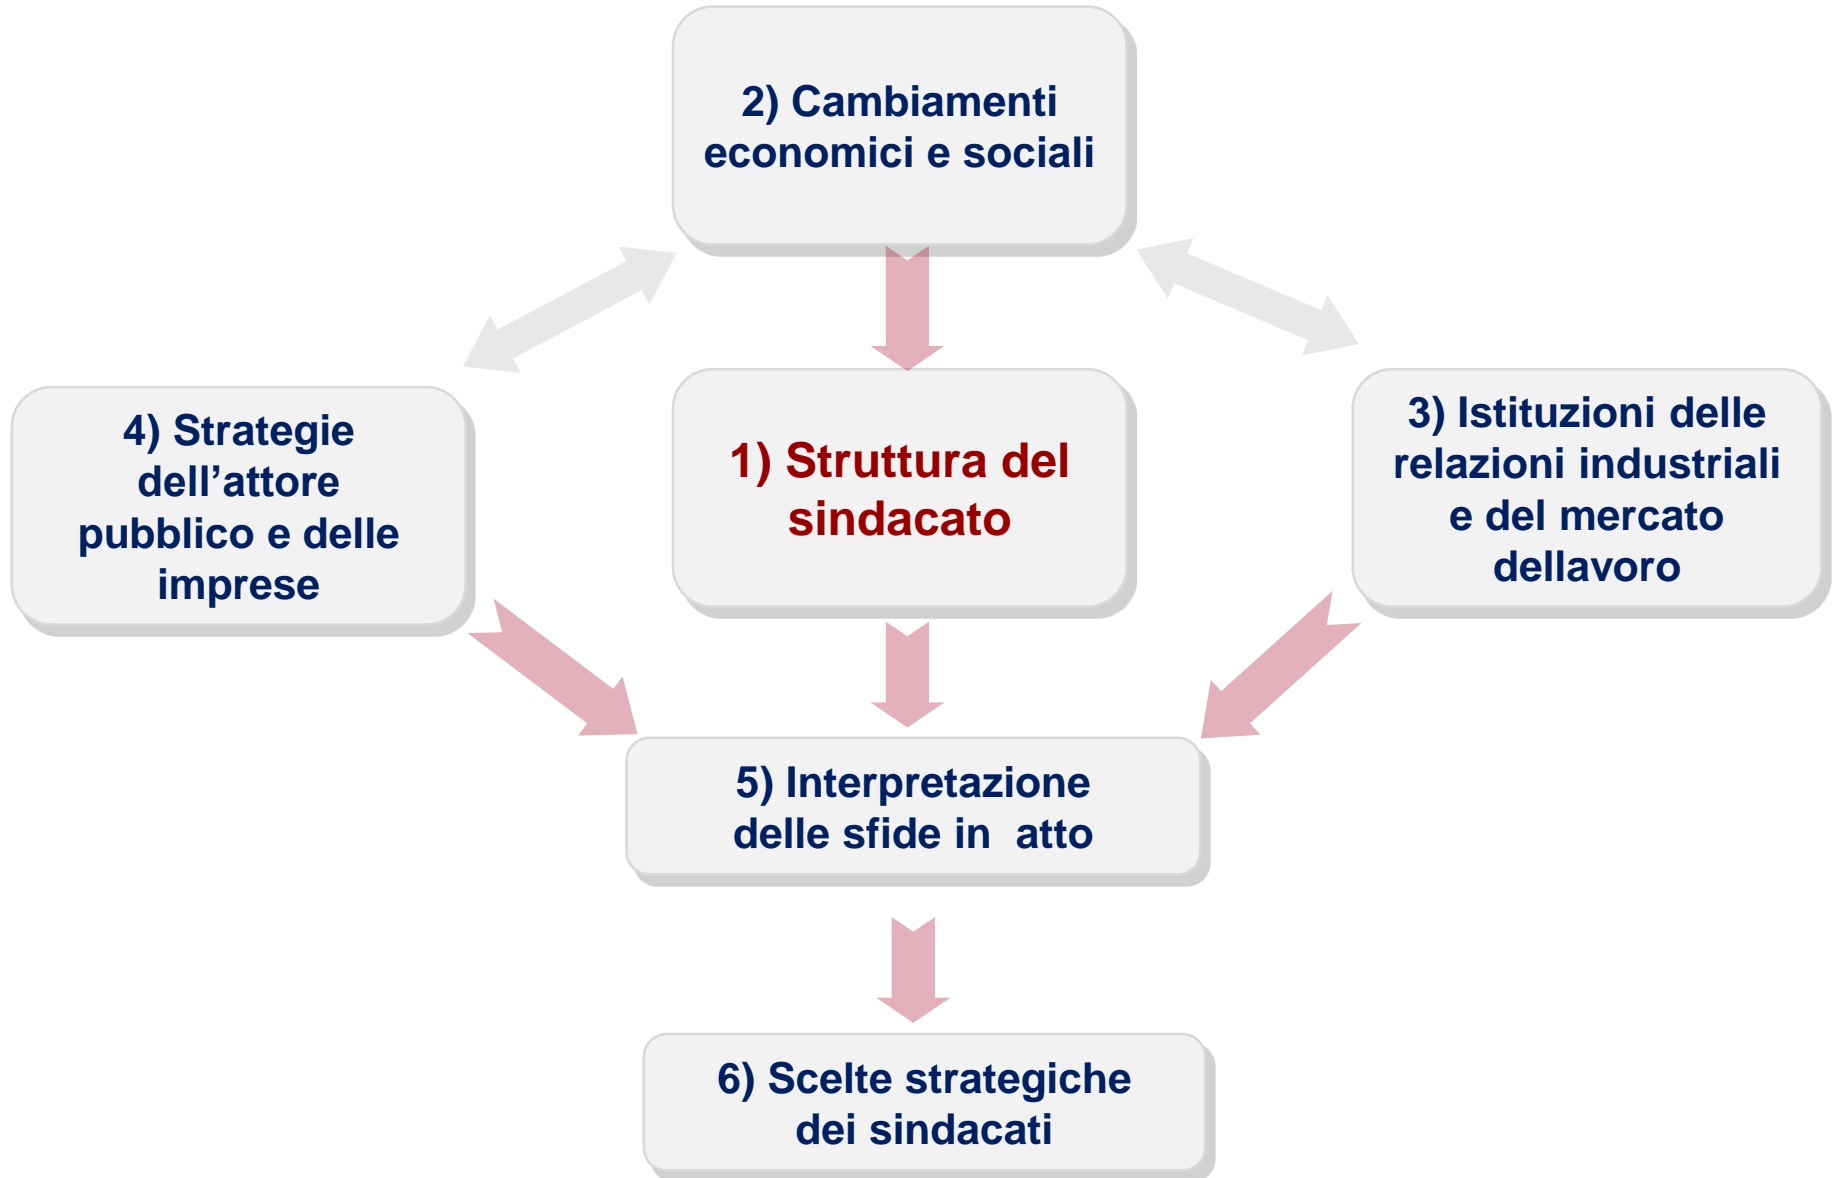 2) Cambiamenti
economici e sociali
4) Strategie
dell’attore
pubblico e delle
imprese
1) Struttura del
sindacato
3) Istituzioni delle
relazioni industriali
e del mercato
dellavoro
5) Interpretazione
delle sfide in  atto
6) Scelte strategiche
dei sindacati